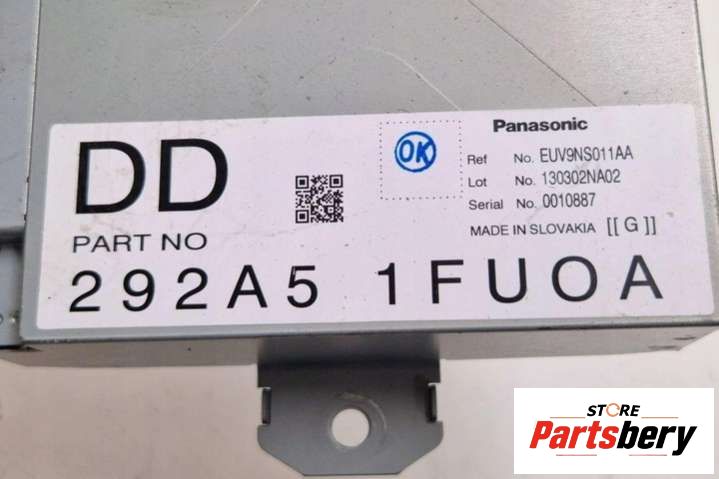 DD
PART NO
292A5 1FUOA
OK
Panasonic
Ref No. EUV9NS011AA
Lot No. 130302NA02
Serial No. 0010887
MADE IN SLOVAKIA [[ G ]]
STORE
Partsbery